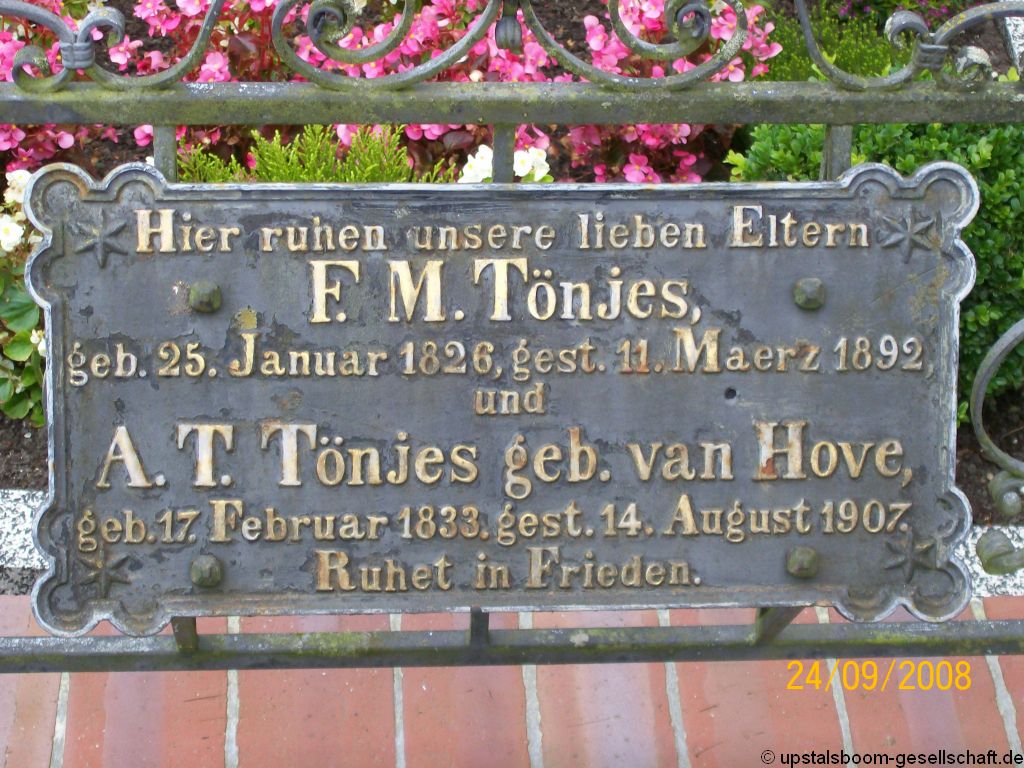 Hier ruhen unsere lieben Eltern
F. M. Tönjes,
geb. 25. Januar 1826, gest. 11. Maerz 1892,
und
A. T. Tönjes geb. van Hove,
geb. 17. Februar 1833. gest. 14. August 1907.
Ruhet in Frieden.
24/09/2008
© upstalsboom-gesellschaft.de